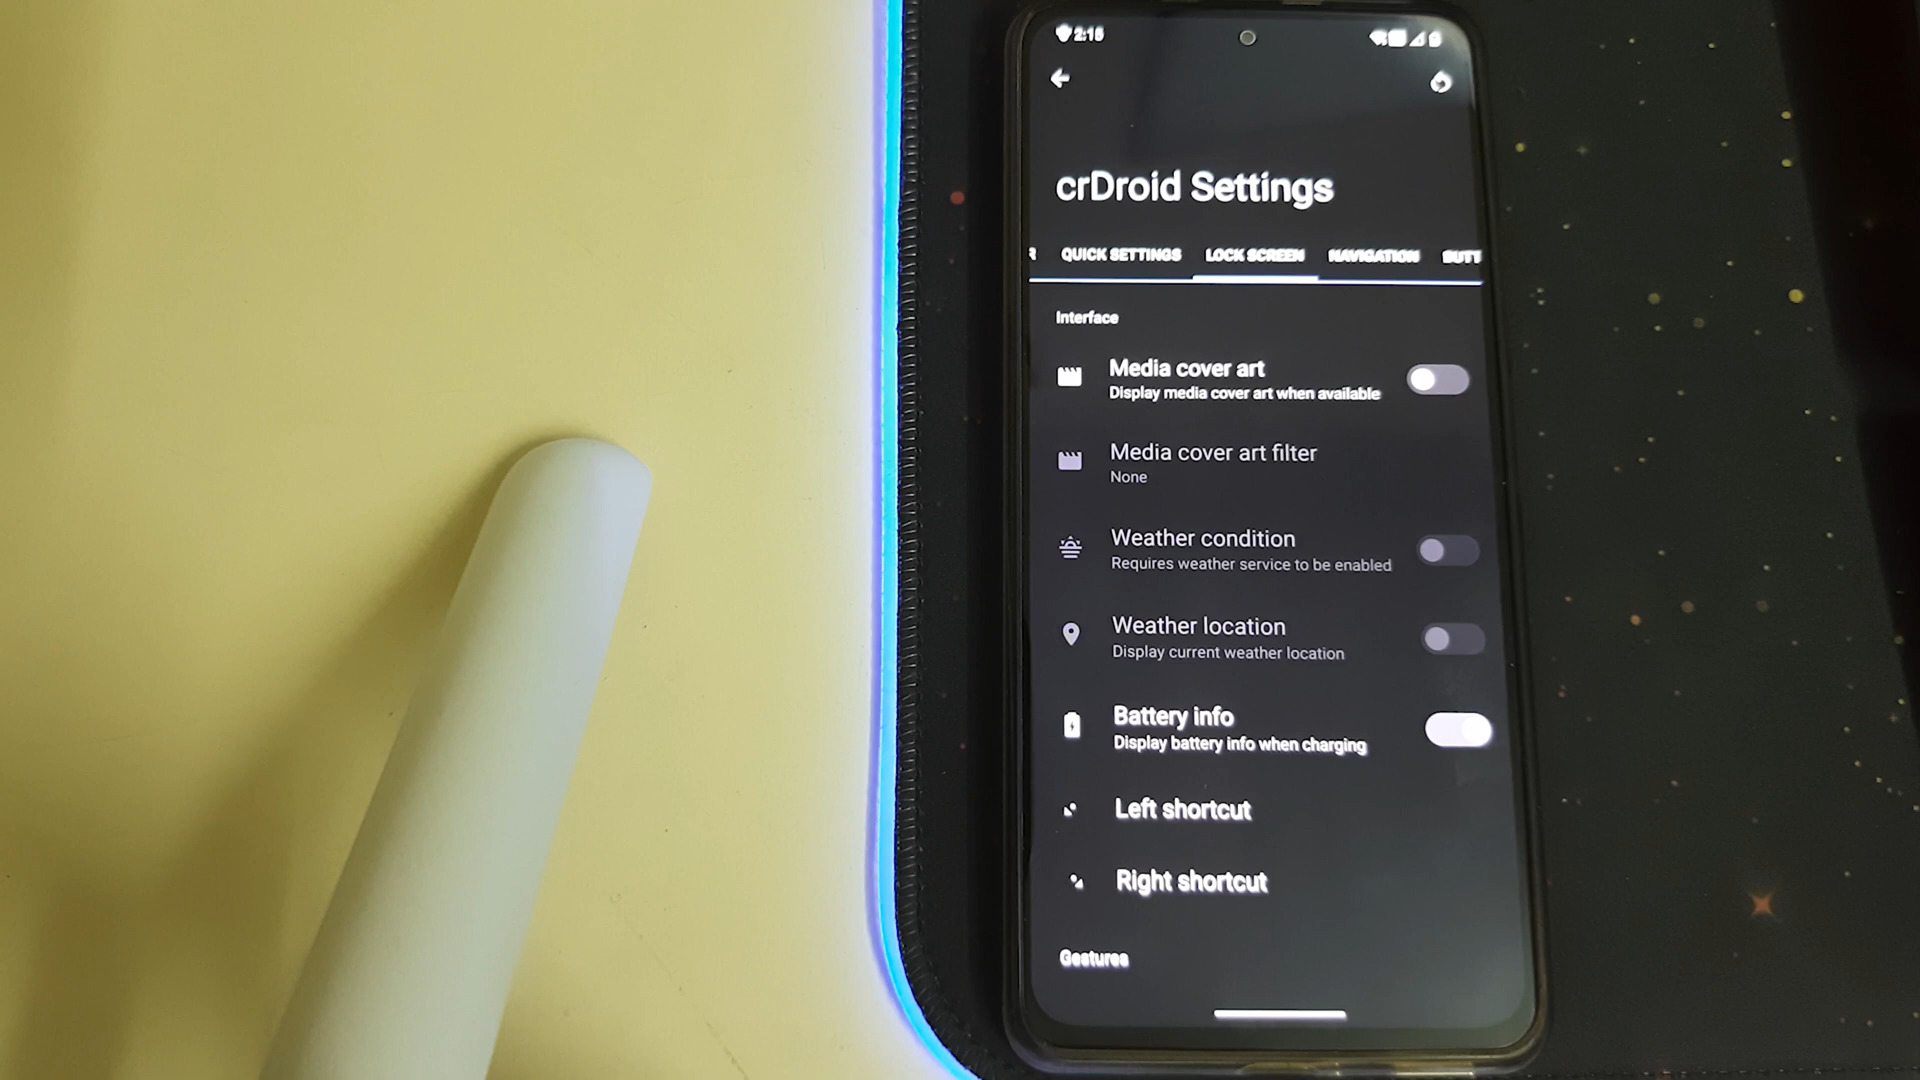 2:15
crDroid Settings
R QUICK SETTINGS LOCK SCREEN NAVIGATION BUTT
Interface
Media cover art
Display media cover art when available
Media cover art filter
None
Weather condition
Requires weather service to be enabled
Weather location
Display current weather location
Battery info
Display battery info when charging
Left shortcut
Right shortcut
Gestures